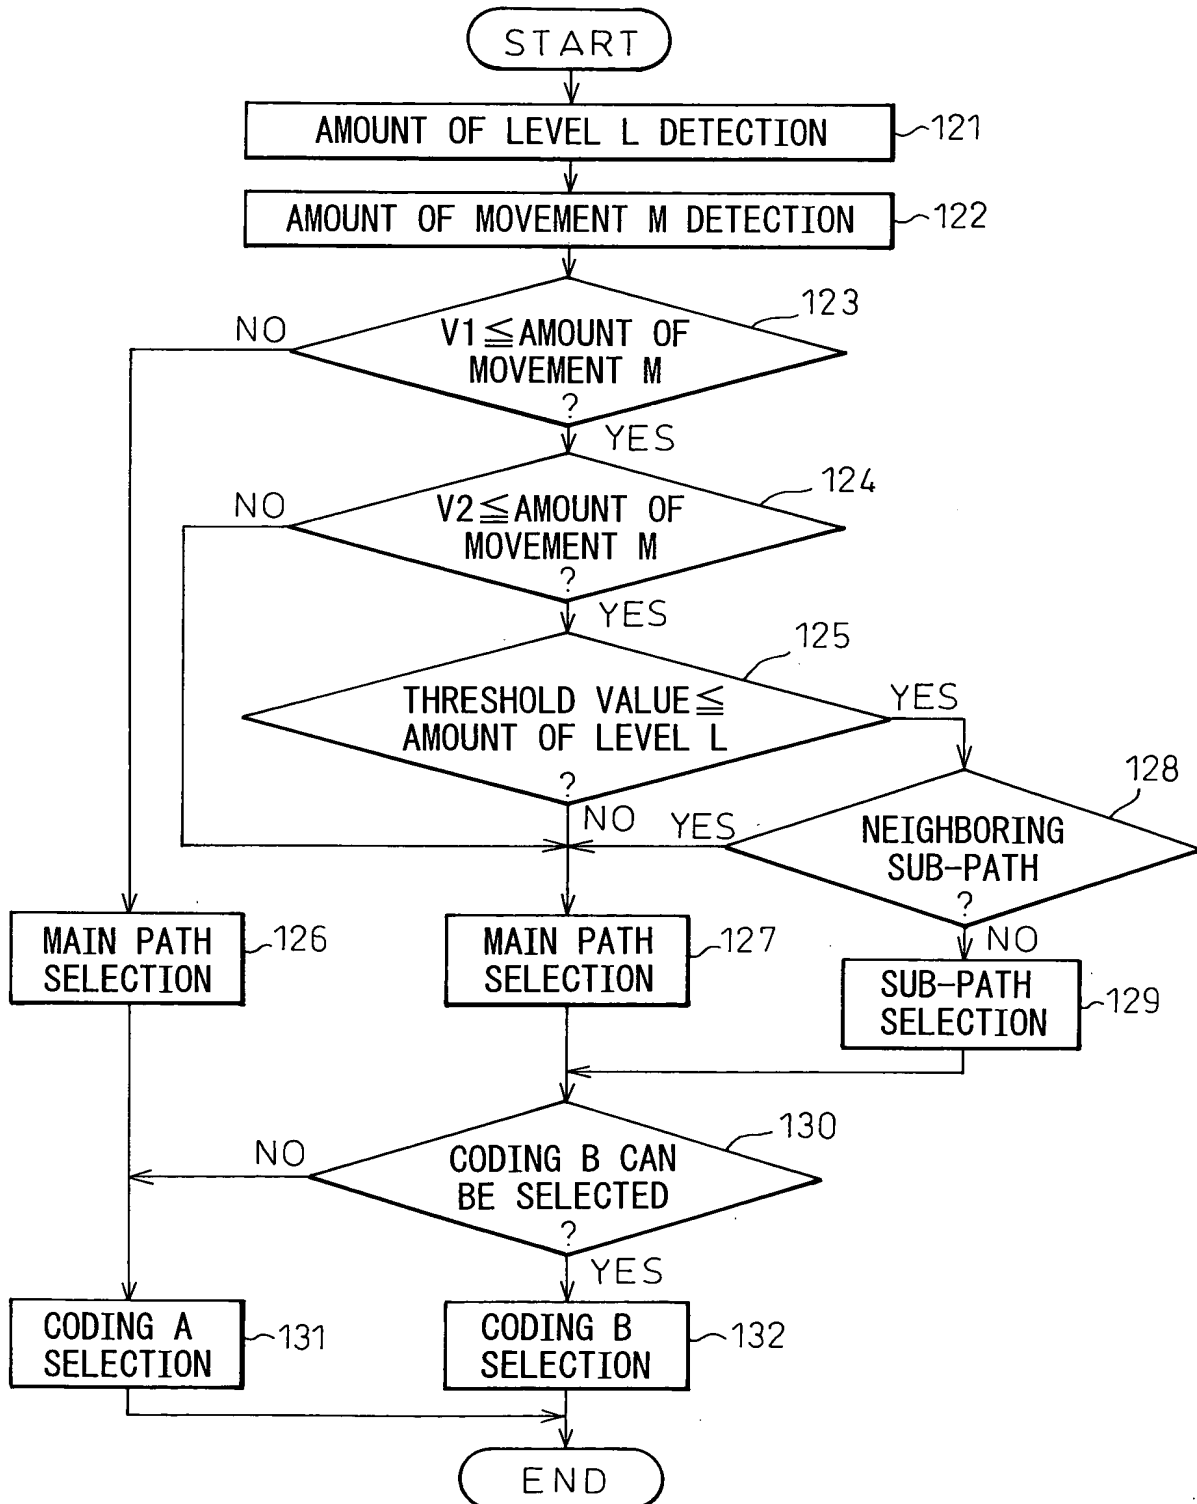 START
AMOUNT OF LEVEL L DETECTION
121
AMOUNT OF MOVEMENT M DETECTION
122
123
NO
V1≦AMOUNT OF
MOVEMENT M
?
YES
124
NO
V2≦AMOUNT OF
MOVEMENT M
?
YES
125
THRESHOLD VALUE≦
AMOUNT OF LEVEL L
?
YES
NO
128
YES
NEIGHBORING
SUB-PATH
?
NO
MAIN PATH
SELECTION
126
MAIN PATH
SELECTION
127
SUB-PATH
SELECTION
129
130
NO
CODING B CAN
BE SELECTED
?
YES
CODING A
SELECTION
131
CODING B
SELECTION
132
END